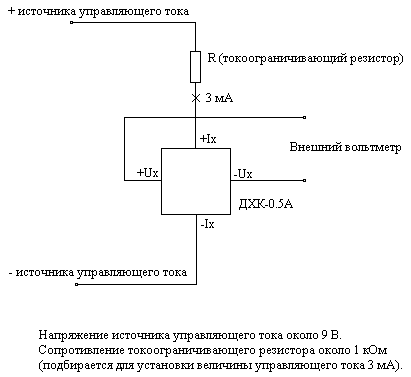 + источника управляющего тока
R (токоограничивающий резистор)
3 мА
+Ix
Внешний вольтметр
+Ux
-Ux
ДХК-0.5А
-Ix
- источника управляющего тока
Напряжение источника управляющего тока около 9 В.
Сопротивление токоограничивающего резистора около 1 кОм
(подбирается для установки величины управляющего тока 3 мА).